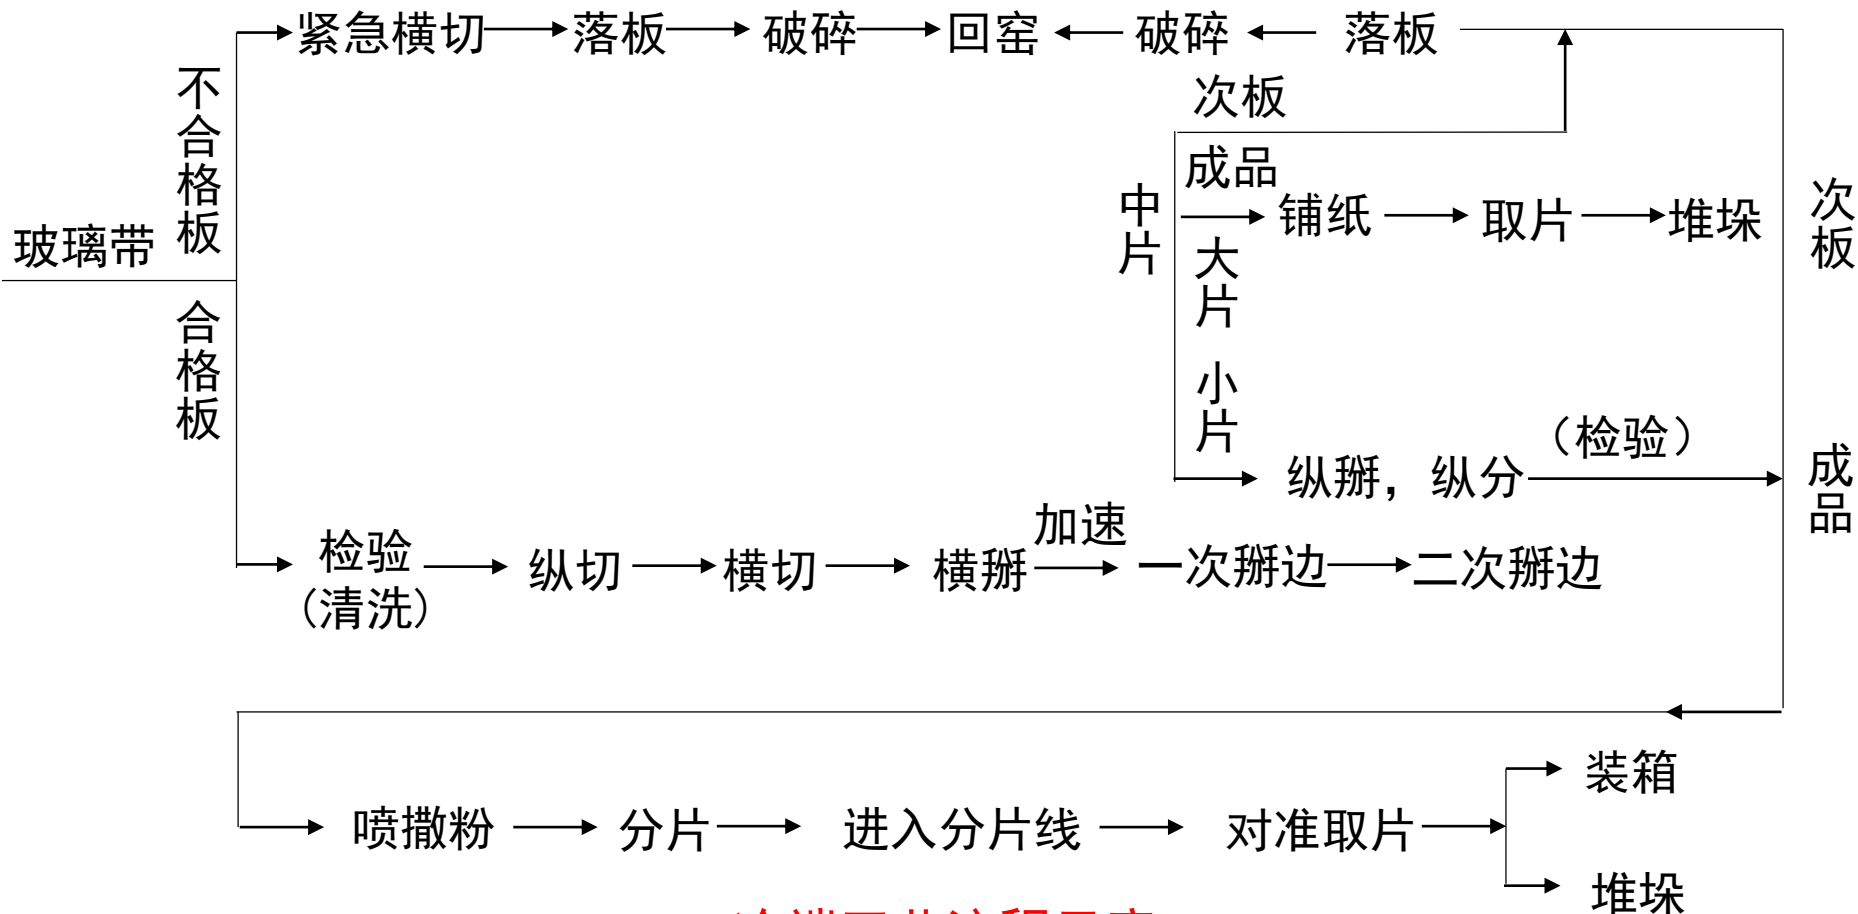 紧急横切 落板 破碎 回窑 破碎 落板
次板
不合格板
成品
中片
铺纸 取片 堆垛
次板
玻璃带
大片
合格板
小片
（检验）
纵掰，纵分
成品
加速
检验 纵切 横切 横掰 一次掰边 二次掰边
(清洗)
装箱
喷撒粉 分片 进入分片线 对准取片
堆垛